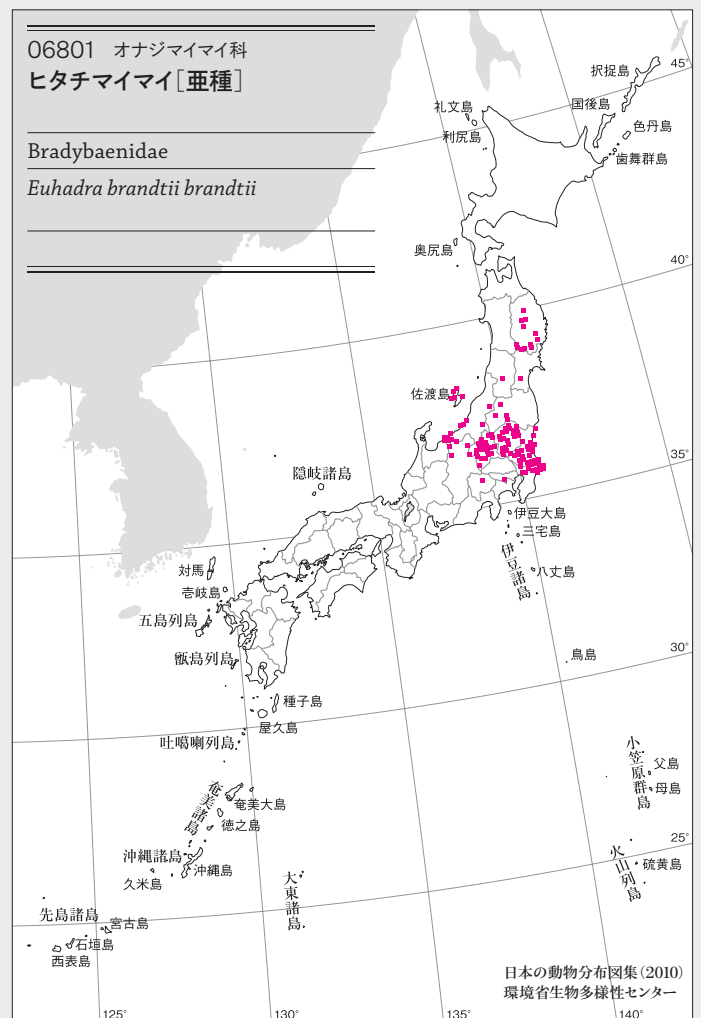 06801 オナジマイマイ科
ヒタチマイマイ［亜種］
Bradybaenidae
Euhadra brandtii brandtii
択捉島
45°
国後島
礼文島
色丹島
利尻島
歯舞群島
奥尻島
40°
佐渡島
35°
隠岐諸島
伊豆大島
三宅島
伊豆諸島
八丈島
対馬
壱岐島
五島列島
甑島列島
鳥島
30°
種子島
屋久島
吐噶喇列島
小笠原群島
父島
母島
奄美諸島
奄美大島
徳之島
25°
沖縄諸島
沖縄島
久米島
火山列島
硫黄島
大東諸島
先島諸島
宮古島
石垣島
西表島
日本の動物分布図集（2010）
環境省生物多様性センター
125°
130°
135°
140°